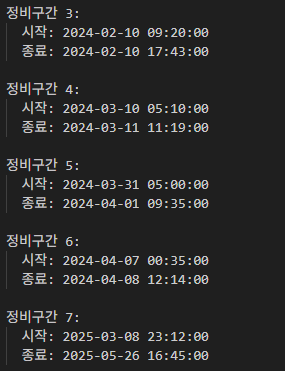 정비구간 3:
시작: 2024-02-10 09:20:00
종료: 2024-02-10 17:43:00
정비구간 4:
시작: 2024-03-10 05:10:00
종료: 2024-03-11 11:19:00
정비구간 5:
시작: 2024-03-31 05:00:00
종료: 2024-04-01 09:35:00
정비구간 6:
시작: 2024-04-07 00:35:00
종료: 2024-04-08 12:14:00
정비구간 7:
시작: 2025-03-08 23:12:00
종료: 2025-05-26 16:45:00